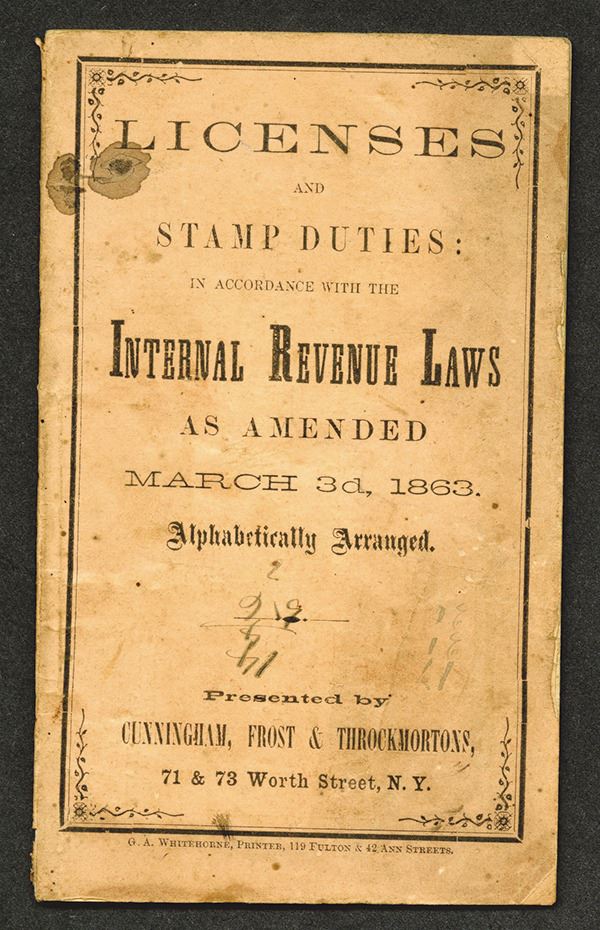 LICENSES
AND
STAMP DUTIES:
IN ACCORDANCE WITH THE
INTERNAL REVENUE LAWS
AS AMENDED
MARCH 3d, 1863.
Alphabetically Arranged.
Presented by
CUNNINGHAM, FROST & THROCKMORTONS,
71 & 73 Worth Street, N. Y.
G. A. WHITEHORNE, PRINTER, 119 FULTON & 42 ANN STREETS.